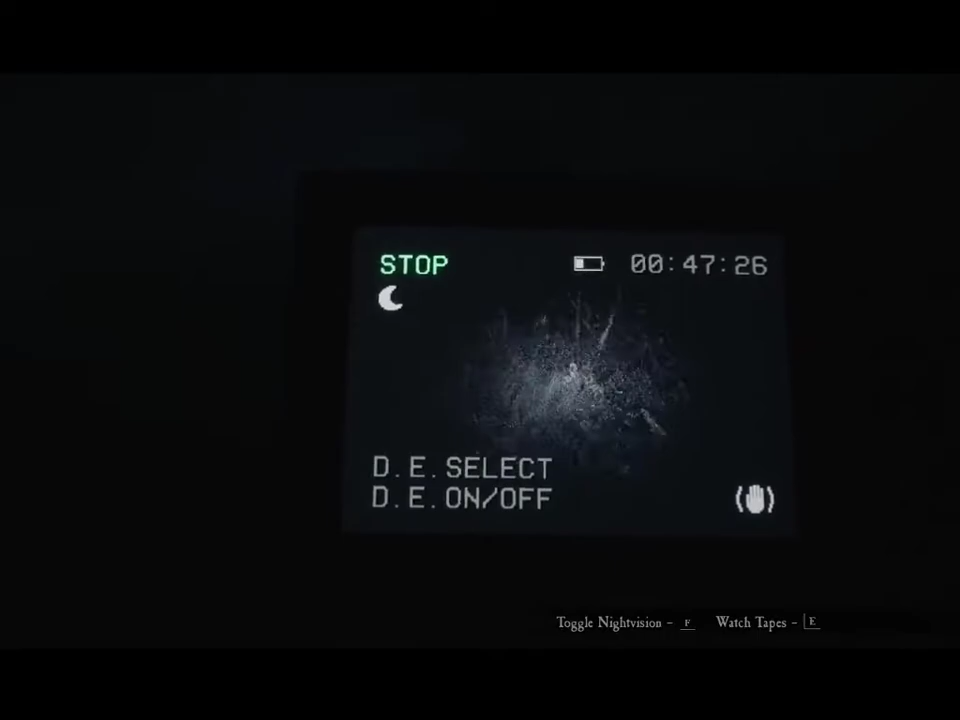 STOP 00:47:26
D.E.SELECT
D.E.ON/OFF
Toggle Nightvision - F Watch Tapes - E